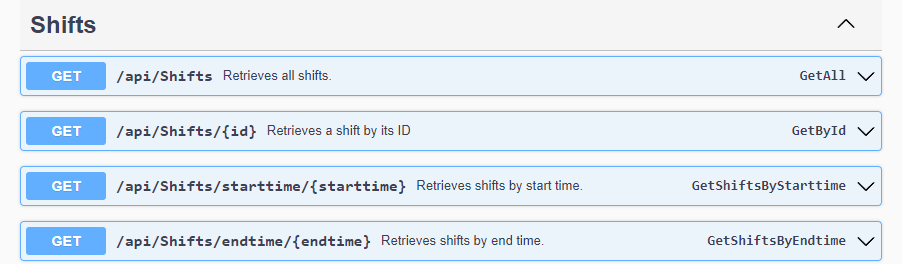 Shifts
GET /api/Shifts Retrieves all shifts. GetAll
GET /api/Shifts/{id} Retrieves a shift by its ID GetById
GET /api/Shifts/starttime/{starttime} Retrieves shifts by start time. GetShiftsByStarttime
GET /api/Shifts/endtime/{endtime} Retrieves shifts by end time. GetShiftsByEndtime